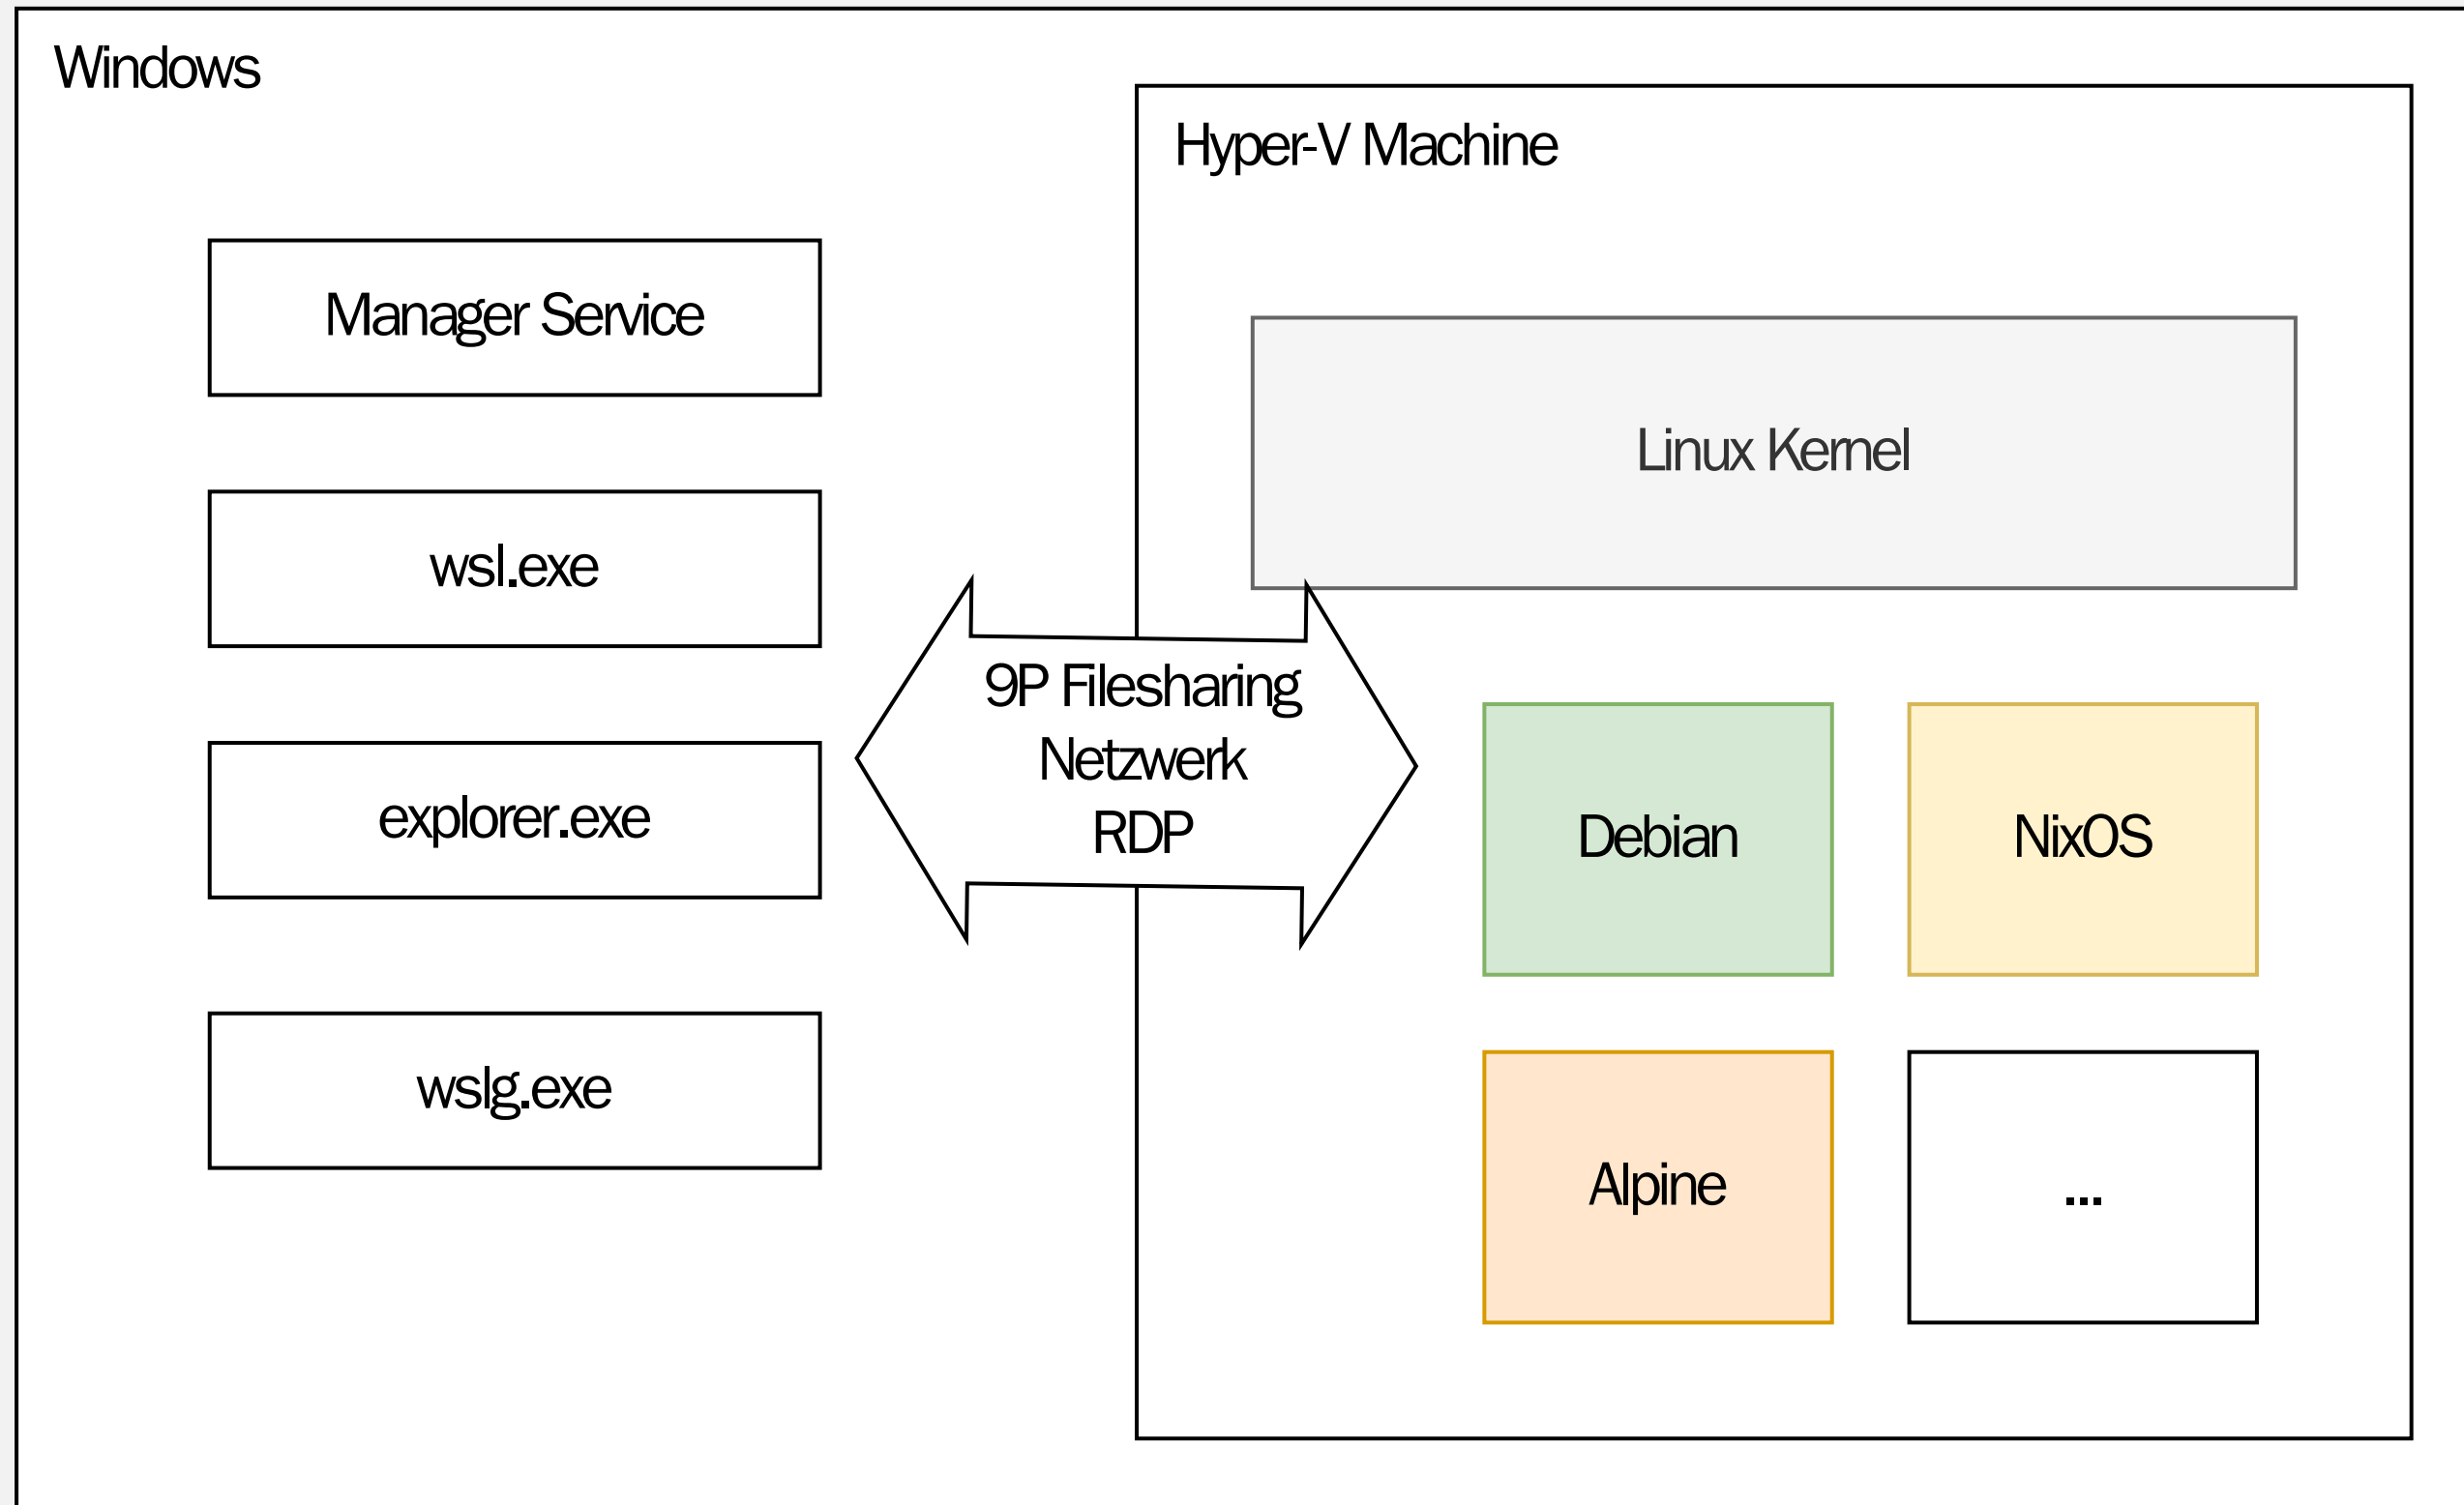 Windows
Hyper-V Machine
Manager Service
Linux Kernel
wsl.exe
9P Filesharing
Netzwerk
RDP
explorer.exe
Debian
NixOS
wslg.exe
Alpine
...